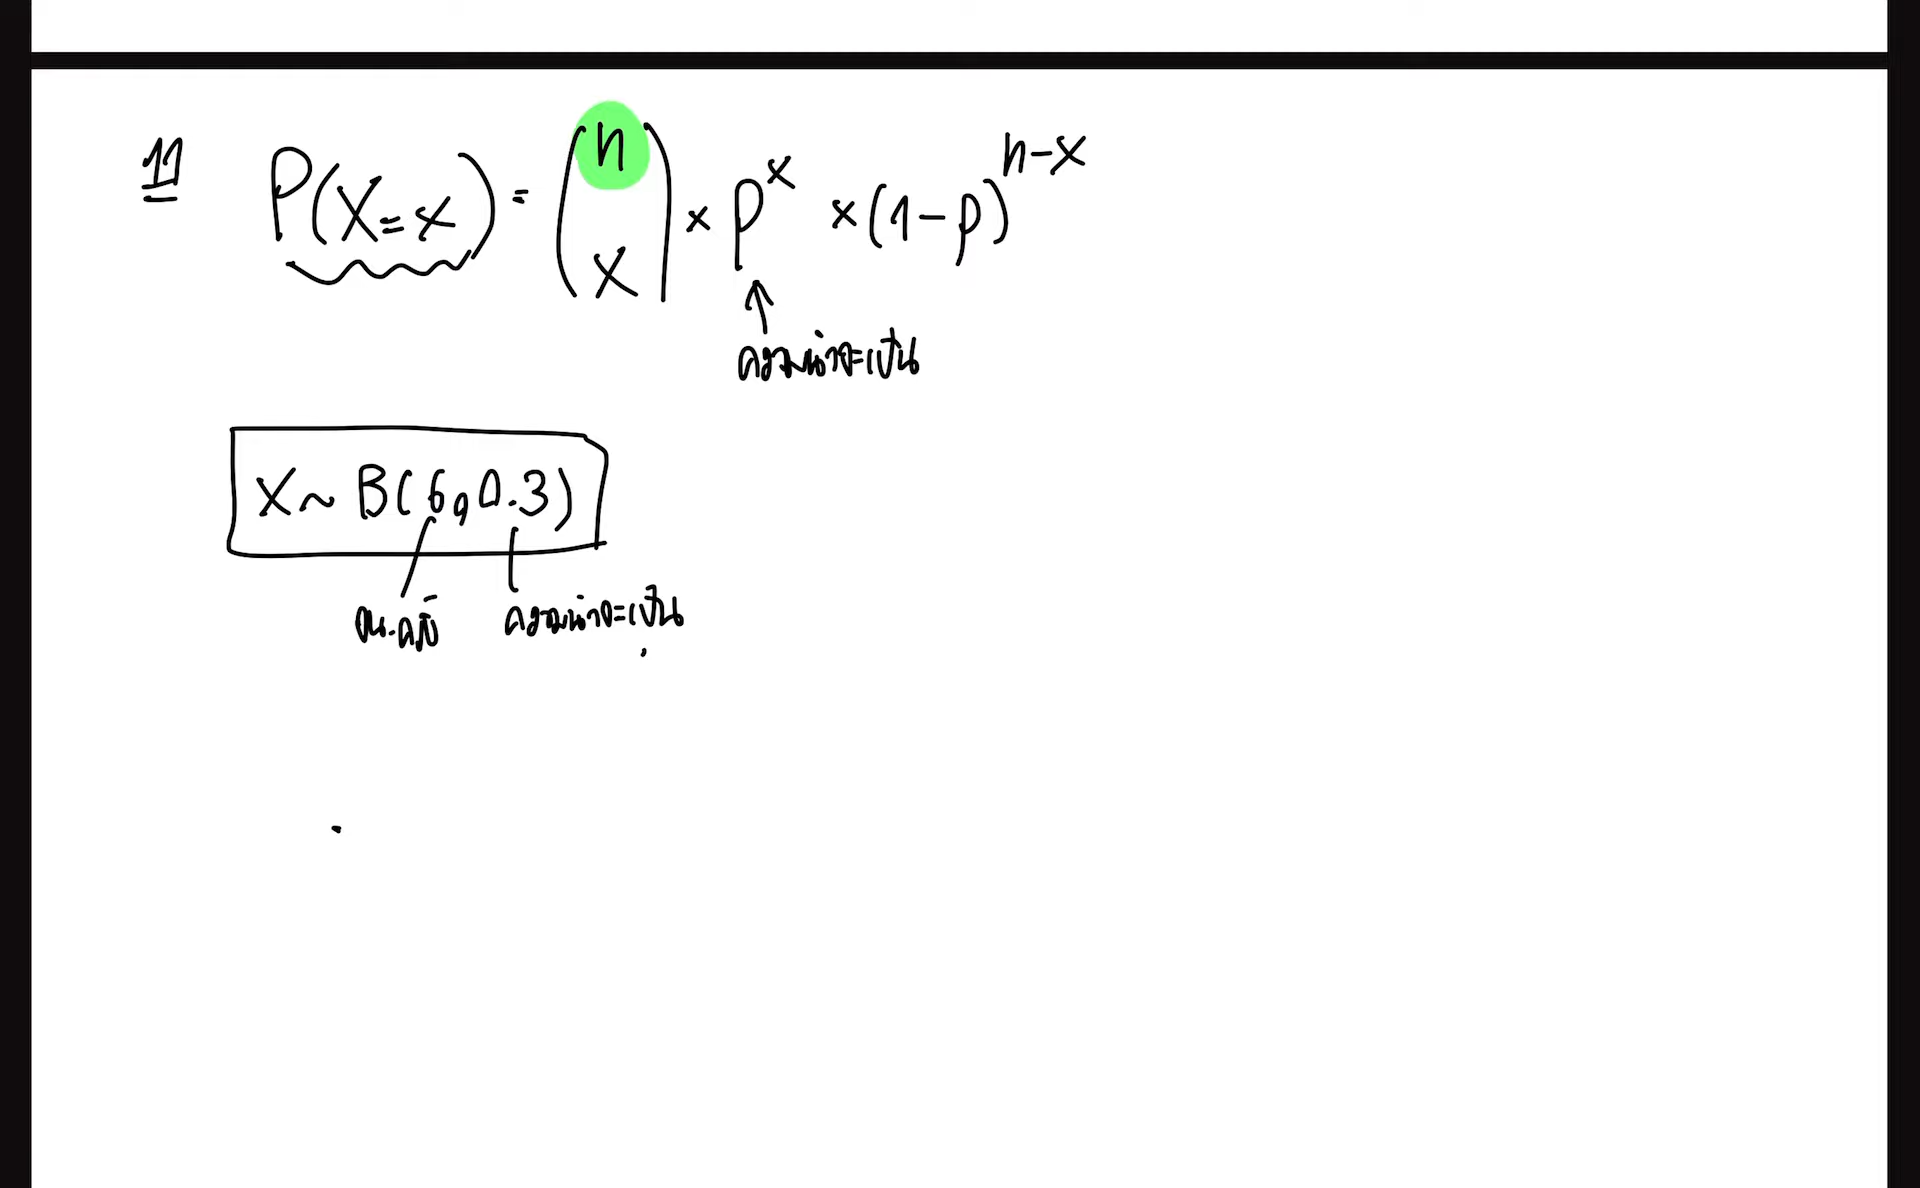 11 P(X=x) = (n x) × p^x × (1-p)^(n-x)
ความน่าจะเป็น
X ~ B(6, 0.3)
จน.ครั้ง ความน่าจะเป็น